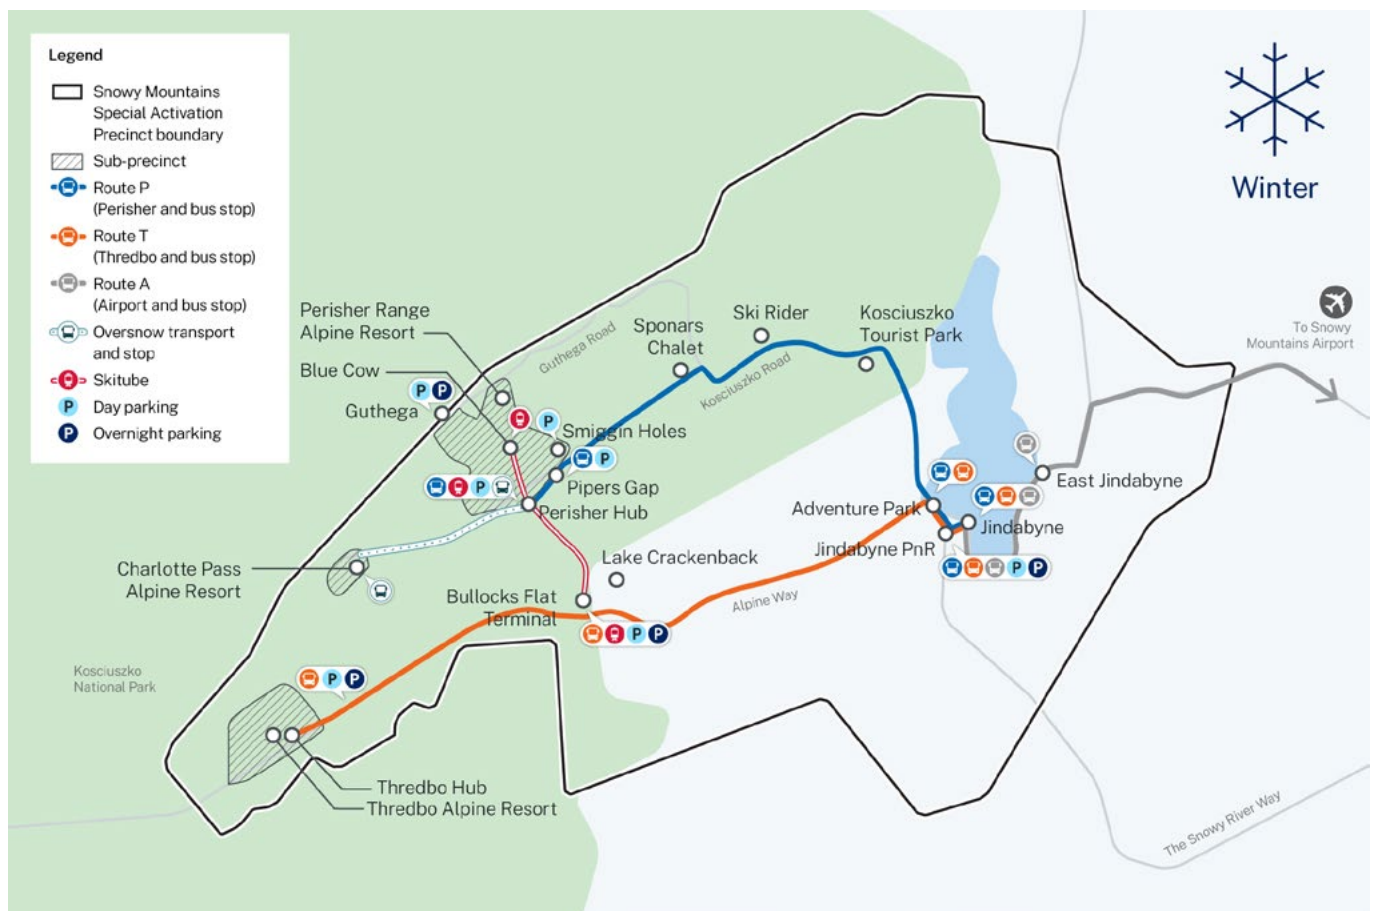 Legend
Snowy Mountains
Special Activation
Precinct boundary
Sub-precinct
Route P
(Perisher and bus stop)
Route T
(Thredbo and bus stop)
Route A
(Airport and bus stop)
Oversnow transport
and stop
Skitube
P
Day parking
P
Overnight parking
Winter
To Snowy
Mountains Airport
Perisher Range
Alpine Resort
Blue Cow
Guthega
P P
Guthega Road
Sponars
Chalet
Ski Rider
Kosciuszko
Tourist Park
Kosciuszko Road
P
Smiggin Holes
P
Pipers Gap
P
Perisher Hub
East Jindabyne
Adventure Park
Jindabyne
Jindabyne PnR
P P
Charlotte Pass
Alpine Resort
Lake Crackenback
Bullocks Flat
Terminal
P P
Alpine Way
Kosciuszko
National Park
P P
Thredbo Hub
Thredbo Alpine Resort
The Snowy River Way